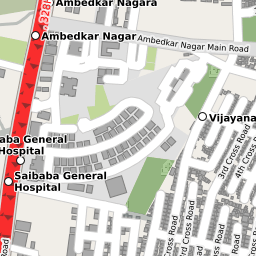 Ambedkar Nagara
328H
Ambedkar Nagar
Ambedkar Nagar Main Road
Vijayana
aba General
Hospital
Saibaba General
Hospital
3rd Cross Road
4th Cross Road
Cross Road
Road